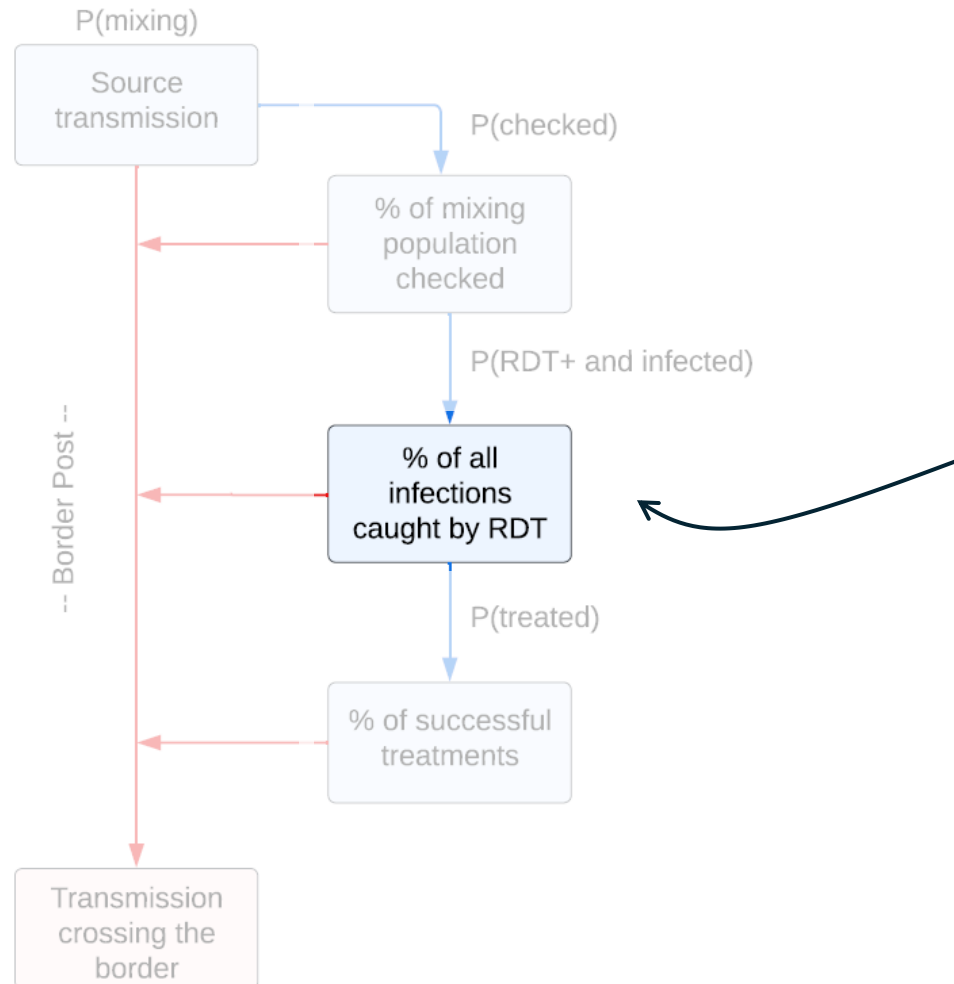 P(mixing)
Source
transmission
P(checked)
% of mixing
population
checked
P(RDT+ and infected)
% of all
infections
caught by RDT
-- Border Post --
P(treated)
% of successful
treatments
Transmission
crossing the
border